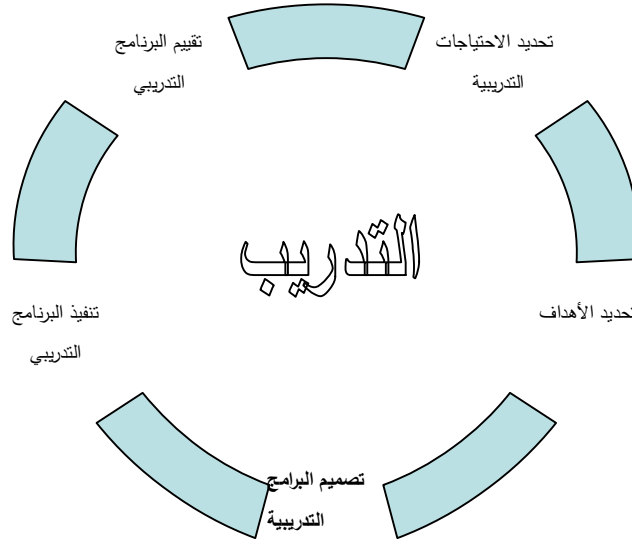 تحديد الاحتياجات
التدريبية
تقييم البرنامج
التدريبي
التدريب
تحديد الأهداف
تنفيذ البرنامج
التدريبي
تصميم البرامج
التدريبية